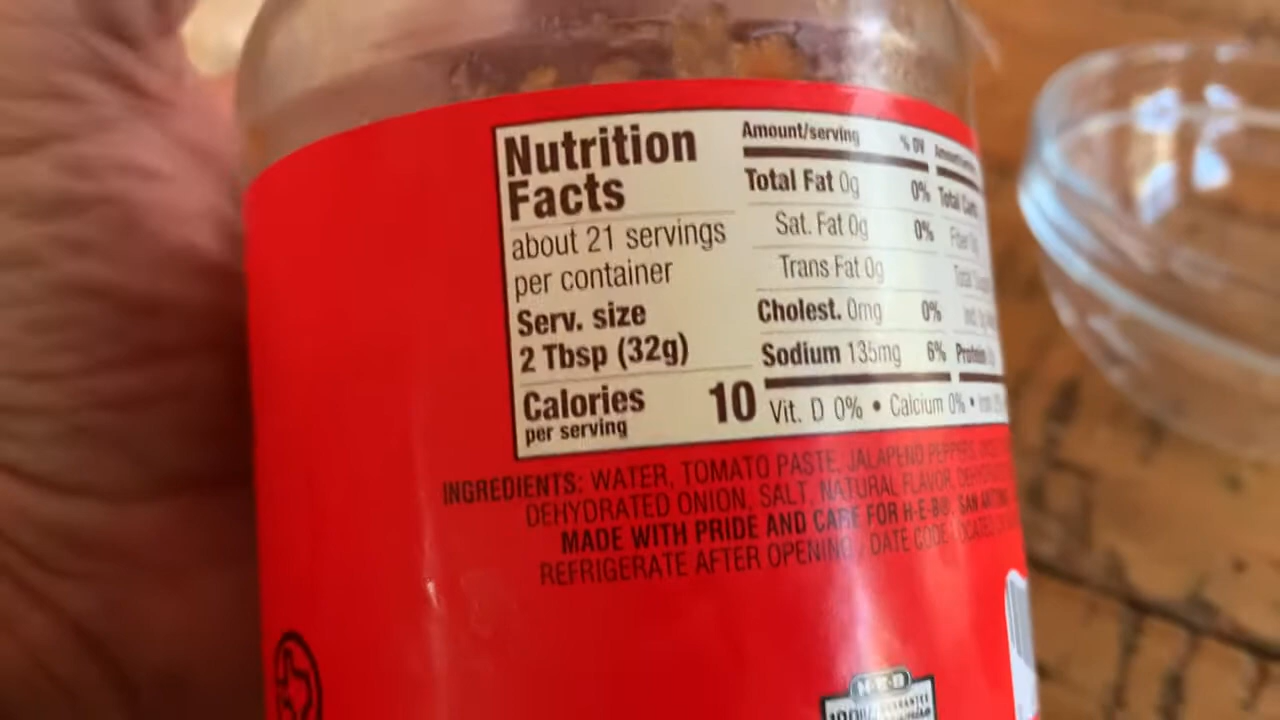 Nutrition
Facts
about 21 servings
per container
Serv. size
2 Tbsp (32g)
Calories 10
per serving
Amount/serving % DV
Total Fat 0g 0%
Sat. Fat 0g 0%
Trans Fat 0g
Cholest. 0mg 0%
Sodium 135mg 6%
Vit. D 0% • Calcium 0% •
Total
Protein
INGREDIENTS: WATER, TOMATO PASTE, JALAPENO PEPPERS,
DEHYDRATED ONION, SALT, NATURAL FLAVOR,
MADE WITH PRIDE AND CARE FOR H-E-B®, SAN
REFRIGERATE AFTER OPENING. DATE CODE
H-E-B